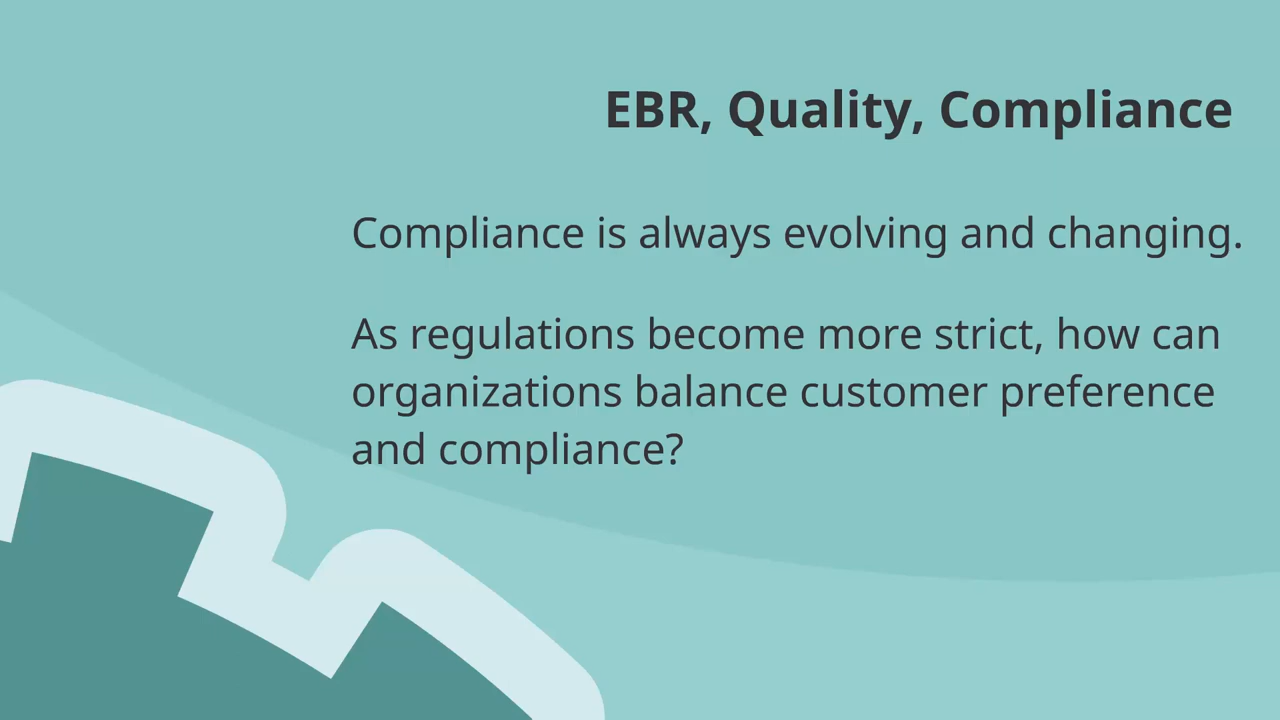 EBR, Quality, Compliance
Compliance is always evolving and changing.
As regulations become more strict, how can
organizations balance customer preference
and compliance?